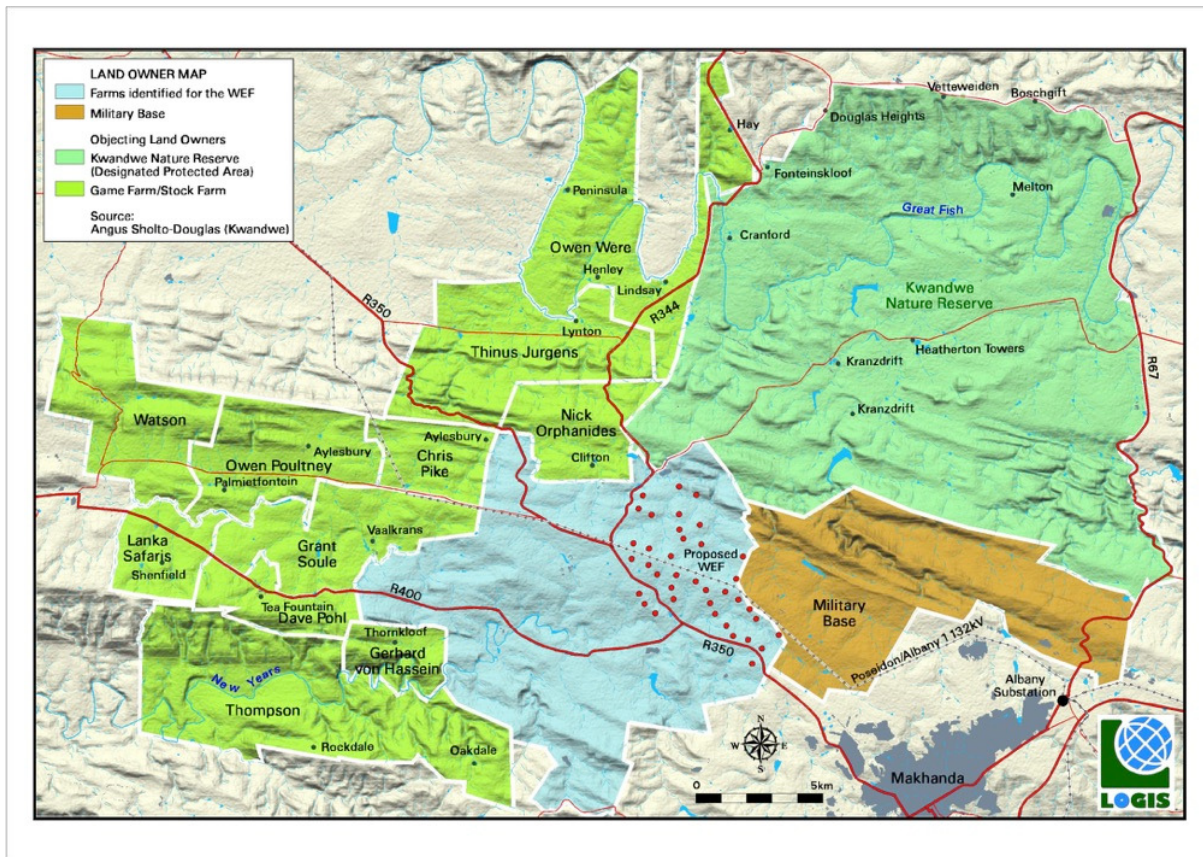 LAND OWNER MAP
Farms identified for the WEF
Military Base
Objecting Land Owners
Kwandwe Nature Reserve
(Designated Protected Area)
Game Farm/Stock Farm
Source:
Angus Sholto-Douglas (Kwandwe)
Vetteweiden
Boschgift
Douglas Heights
Hay
Fonteinskloof
Peninsula
Melton
Great Fish
Cranford
Owen Were
Henley
Lindsay
Kwandwe
Nature Reserve
R350
R344
Lynton
Thinus Jurgens
Heatherton Towers
Kranzdrift
R67
Kranzdrift
Watson
Nick
Orphanides
Aylesbury
Aylesbury
Chris
Pike
Owen Poultney
Clifton
Palmietfontein
Vaalkrans
Lanka
Safaris
Shenfield
Grant
Soule
Proposed
WEF
R400
Tea Fountain
Dave Pohl
Military
Base
Thornkloof
Gerhard
von Hassein
R350
Poseidon/Albany 1 132kV
New Years
Albany
Substation
Thompson
Rockdale
Oakdale
N
W
E
S
0
5km
Makhanda
LOGIS